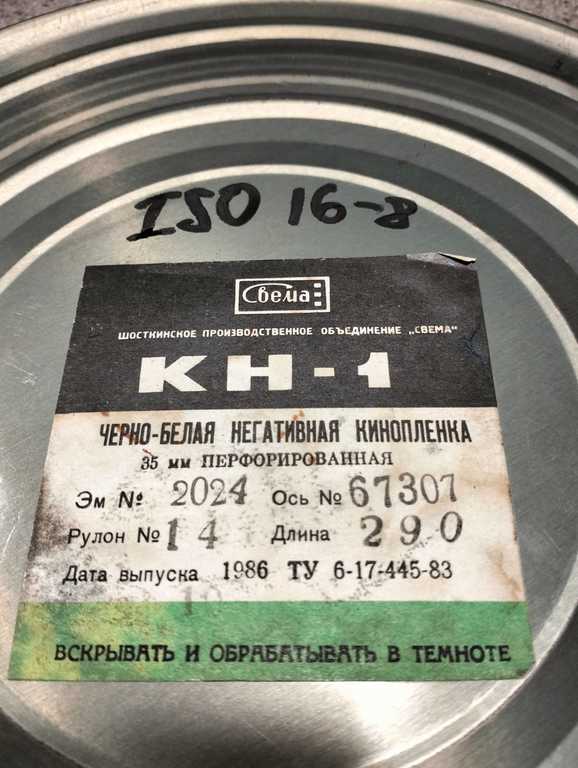 ISO 16-8
Свема
ШОСТКИНСКОЕ ПРОИЗВОДСТВЕННОЕ ОБЪЕДИНЕНИЕ „СВЕМА"
КН-1
ЧЕРНО-БЕЛАЯ НЕГАТИВНАЯ КИНОПЛЕНКА
35 мм ПЕРФОРИРОВАННАЯ
Эм № 2024 Ось № 67307
Рулон № 14 Длина 290
Дата выпуска 1986 ТУ 6-17-445-83
ВСКРЫВАТЬ И ОБРАБАТЫВАТЬ В ТЕМНОТЕ